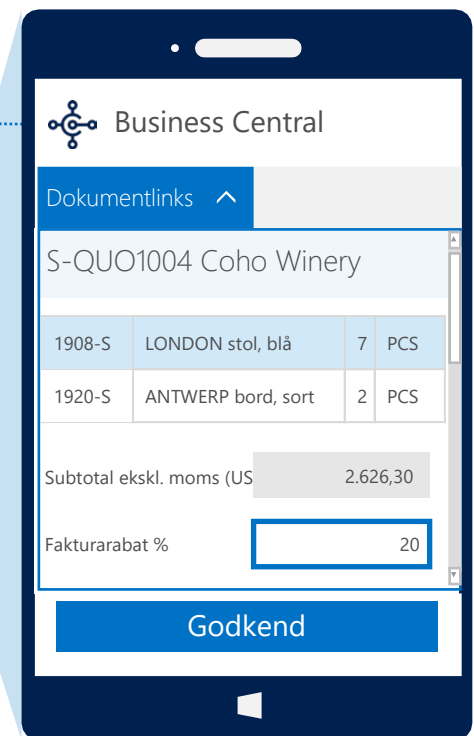 Business Central
Dokumentlinks
S-QUO1004 Coho Winery
1908-S LONDON stol, blå 7 PCS
1920-S ANTWERP bord, sort 2 PCS
Subtotal ekskl. moms (US 2.626,30
Fakturarabat % 20
Godkend